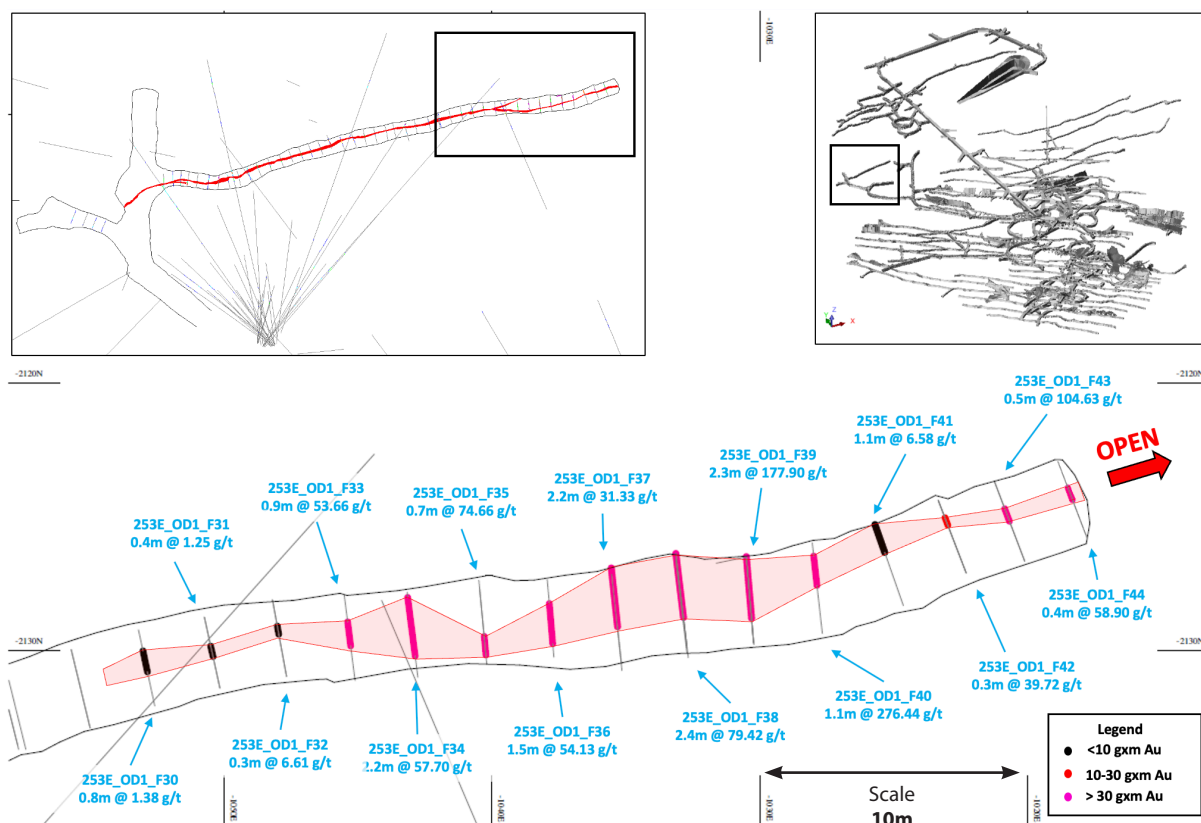 -1030E
Z
Y
X
-2120N
-2120N
253E_OD1_F43
0.5m @ 104.63 g/t
253E_OD1_F41
1.1m @ 6.58 g/t
OPEN
253E_OD1_F39
2.3m @ 177.90 g/t
253E_OD1_F37
2.2m @ 31.33 g/t
253E_OD1_F33
0.9m @ 53.66 g/t
253E_OD1_F35
0.7m @ 74.66 g/t
253E_OD1_F31
0.4m @ 1.25 g/t
253E_OD1_F44
0.4m @ 58.90 g/t
-2130N
-2130N
253E_OD1_F42
0.3m @ 39.72 g/t
253E_OD1_F40
1.1m @ 276.44 g/t
253E_OD1_F38
2.4m @ 79.42 g/t
253E_OD1_F36
1.5m @ 54.13 g/t
253E_OD1_F32
0.3m @ 6.61 g/t
253E_OD1_F34
2.2m @ 57.70 g/t
253E_OD1_F30
0.8m @ 1.38 g/t
Legend
<10 gxm Au
10-30 gxm Au
> 30 gxm Au
-1050E
-1040E
-1030E
Scale
10m